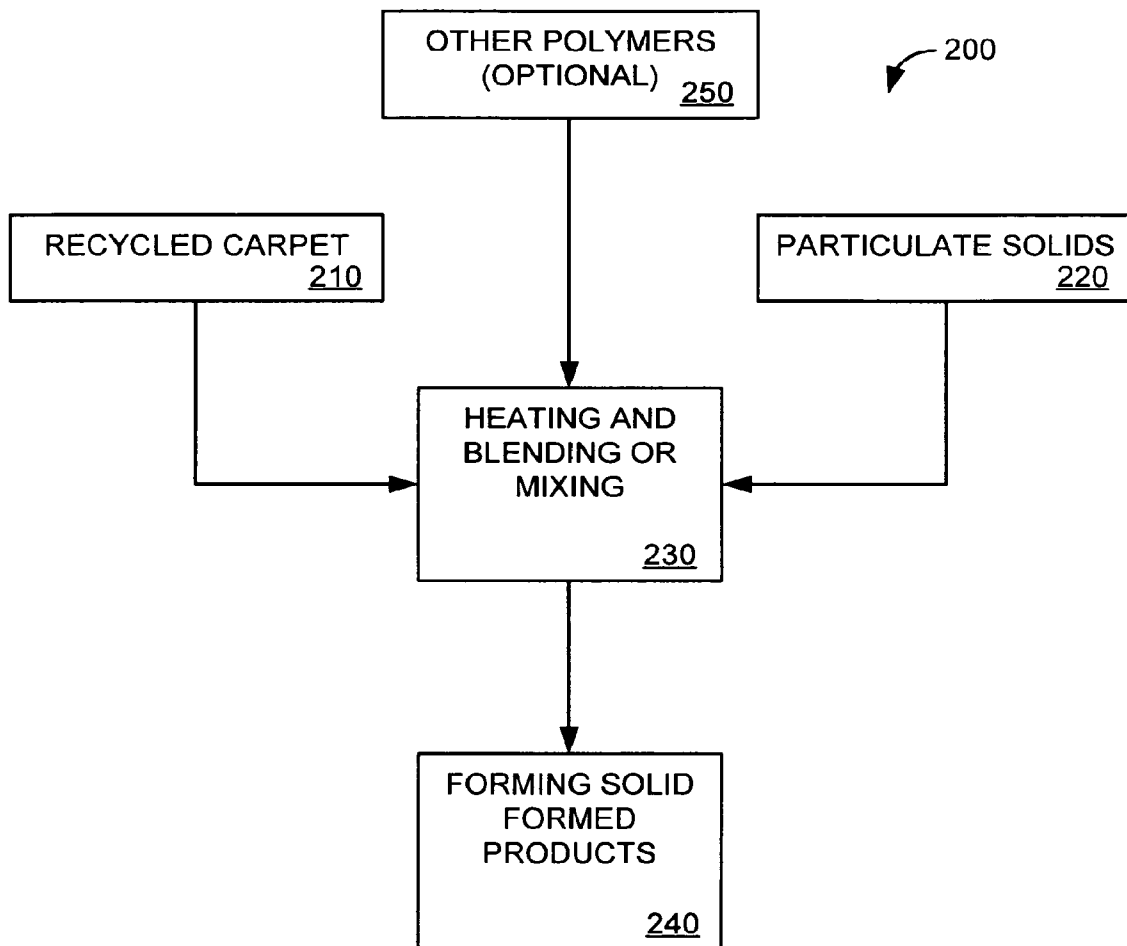 OTHER POLYMERS
(OPTIONAL)
250
200
RECYCLED CARPET
210
PARTICULATE SOLIDS
220
HEATING AND
BLENDING OR
MIXING
230
FORMING SOLID
FORMED
PRODUCTS
240